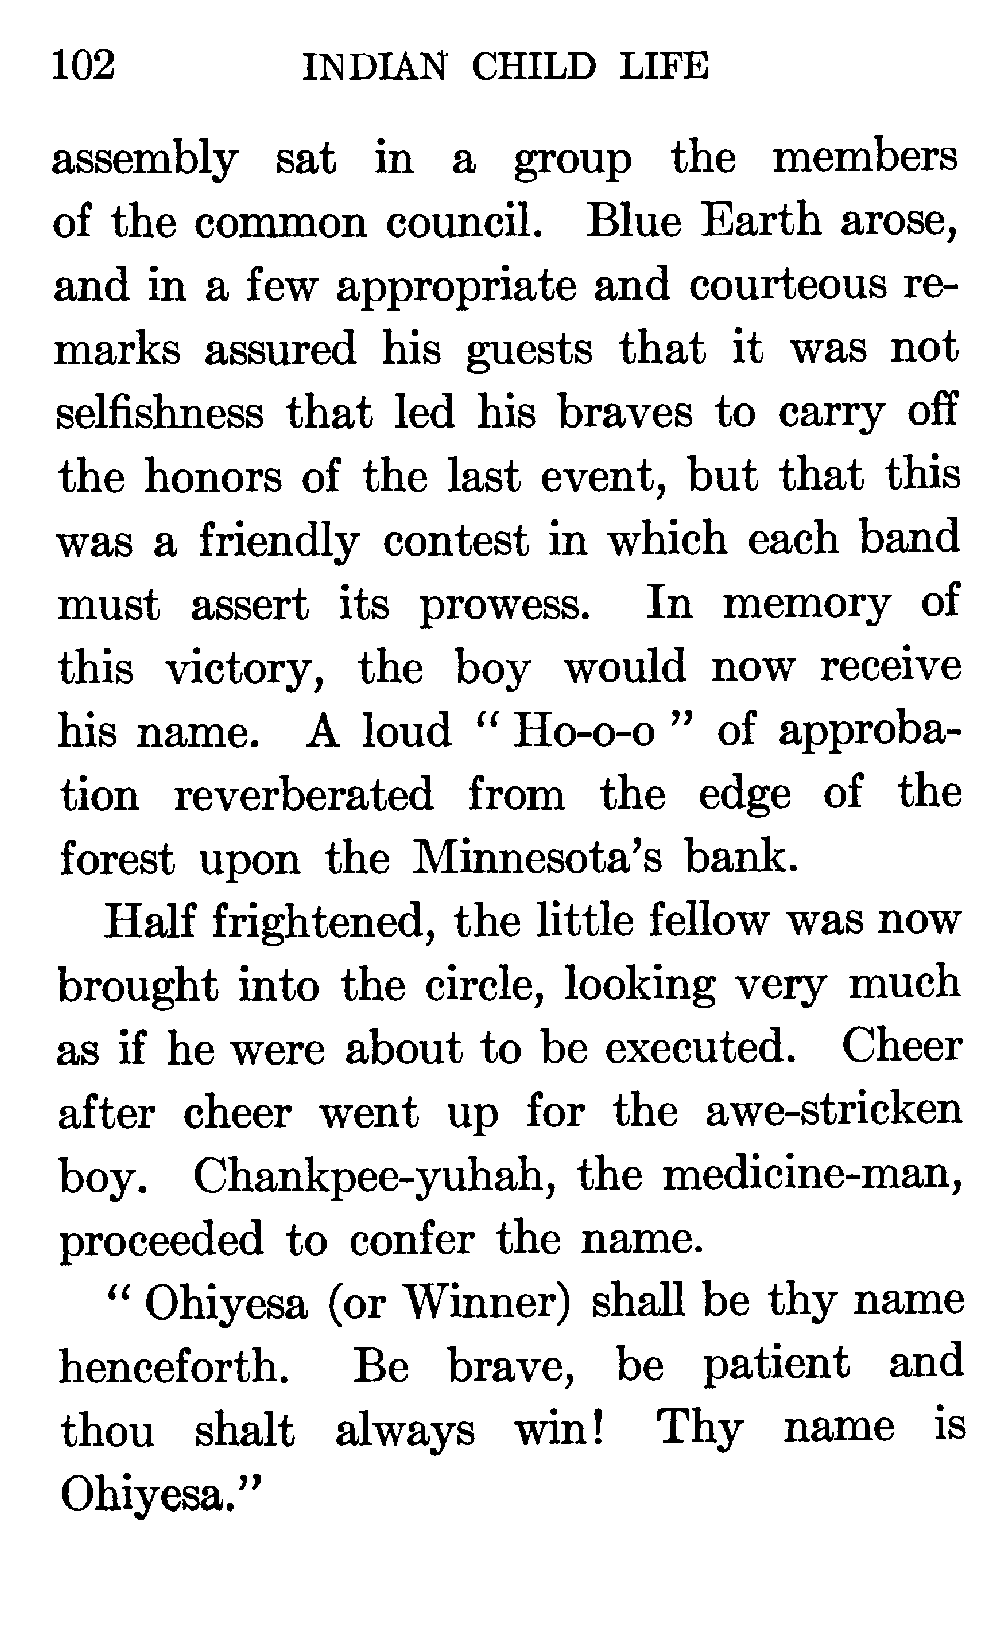 102 INDIAN CHILD LIFE
assembly sat in a group the members
of the common council. Blue Earth arose,
and in a few appropriate and courteous re-
marks assured his guests that it was not
selfishness that led his braves to carry off
the honors of the last event, but that this
was a friendly contest in which each band
must assert its prowess. In memory of
this victory, the boy would now receive
his name. A loud “ Ho-o-o ” of approba-
tion reverberated from the edge of the
forest upon the Minnesota’s bank.
Half frightened, the little fellow was now
brought into the circle, looking very much
as if he were about to be executed. Cheer
after cheer went up for the awe-stricken
boy. Chankpee-yuhah, the medicine-man,
proceeded to confer the name.
“ Ohiyesa (or Winner) shall be thy name
henceforth. Be brave, be patient and
thou shalt always win! Thy name is
Ohiyesa.”